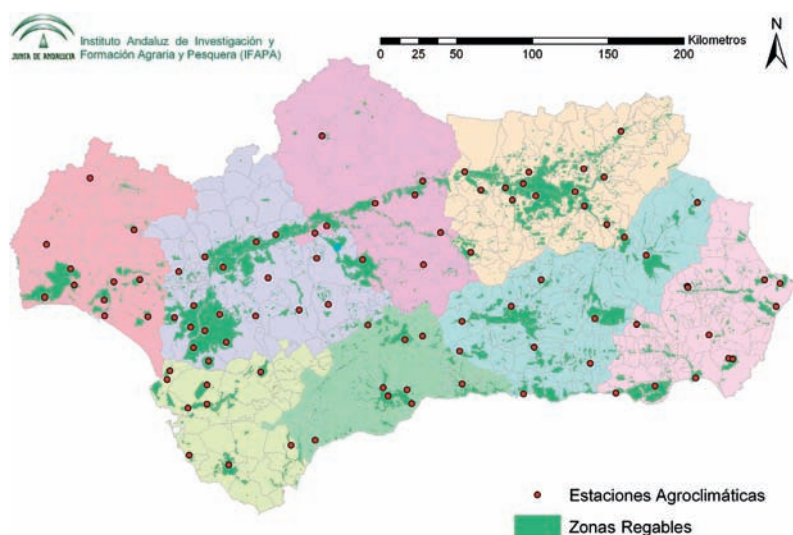 JUNTA DE ANDALUCIA
Instituto Andaluz de Investigación y
Formación Agraria y Pesquera (IFAPA)
Kilometros
0 25 50 100 150 200
N
Estaciones Agroclimáticas
Zonas Regables